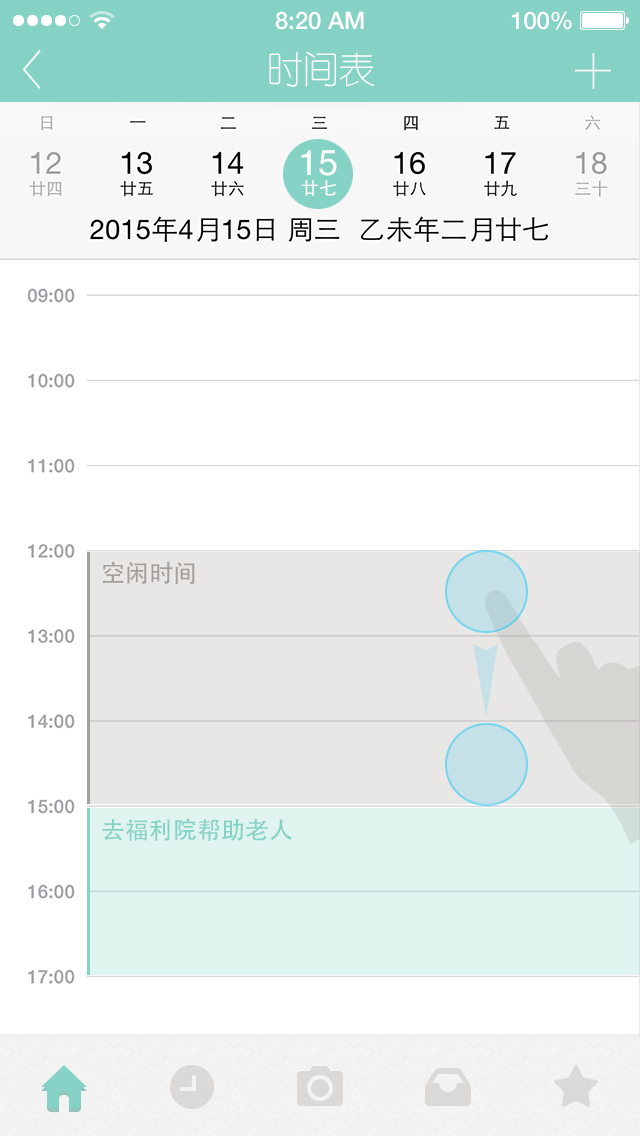 8:20 AM 100%
时间表
日 一 二 三 四 五 六
12 13 14 15 16 17 18
廿四 廿五 廿六 廿七 廿八 廿九 三十
2015年4月15日 周三 乙未年二月廿七
09:00
10:00
11:00
12:00
空闲时间
13:00
14:00
15:00
去福利院帮助老人
16:00
17:00